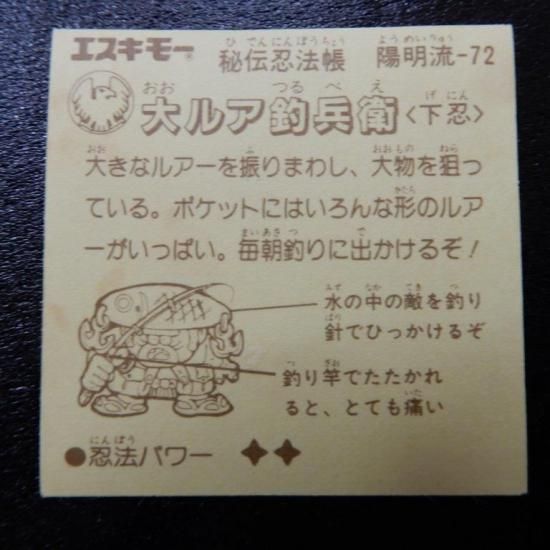 エスキモー® 秘伝忍法帳 陽明流-72
大ルア釣兵衛〈下忍〉
大きなルアーを振りまわし、大物を狙っ
ている。ポケットにはいろんな形のルア
ーがいっぱい。毎朝釣りに出かけるぞ！
水の中の敵を釣り
針でひっかけるぞ
釣り竿でたたかれ
ると、とても痛い
●忍法パワー